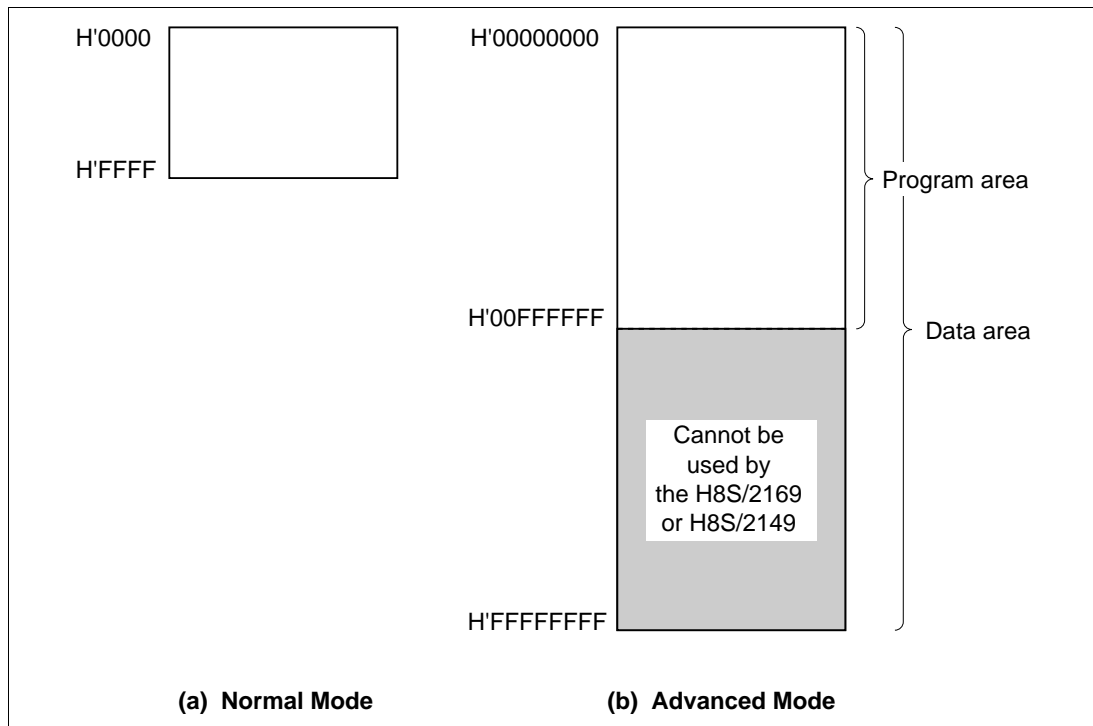 H'0000
H'FFFF
(a) Normal Mode
H'00000000
H'00FFFFFF
H'FFFFFFFF
Program area
Data area
Cannot be
used by
the H8S/2169
or H8S/2149
(b) Advanced Mode